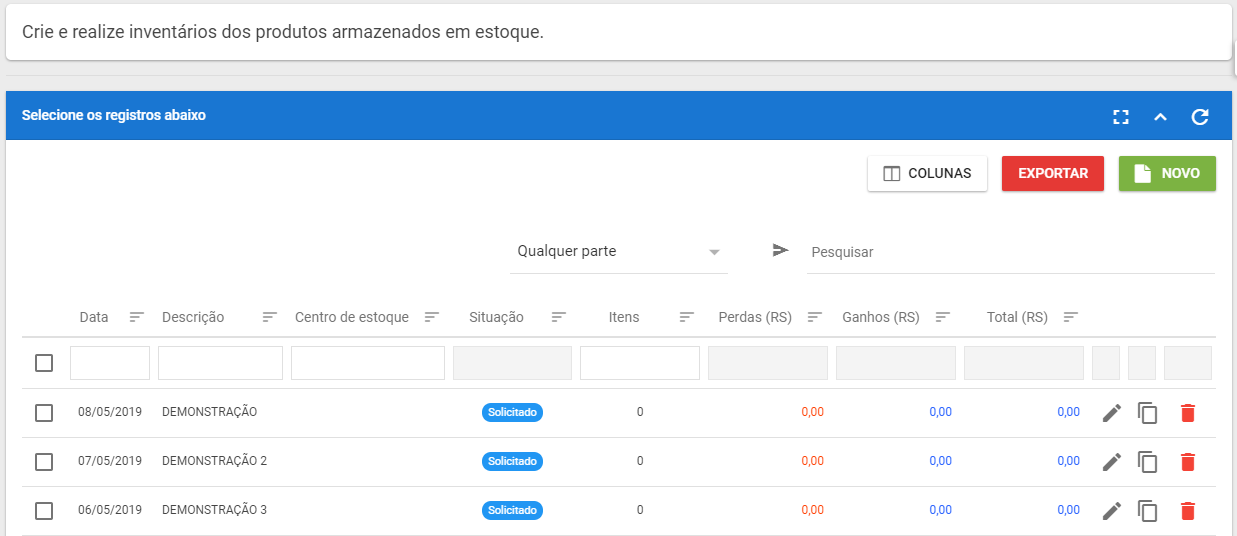 Crie e realize inventários dos produtos armazenados em estoque.
Selecione os registros abaixo
COLUNAS EXPORTAR NOVO
Qualquer parte Pesquisar
Data Descrição Centro de estoque Situação Itens Perdas (RS) Ganhos (RS) Total (RS)
08/05/2019 DEMONSTRAÇÃO Solicitado 0 0,00 0,00 0,00
07/05/2019 DEMONSTRAÇÃO 2 Solicitado 0 0,00 0,00 0,00
06/05/2019 DEMONSTRAÇÃO 3 Solicitado 0 0,00 0,00 0,00